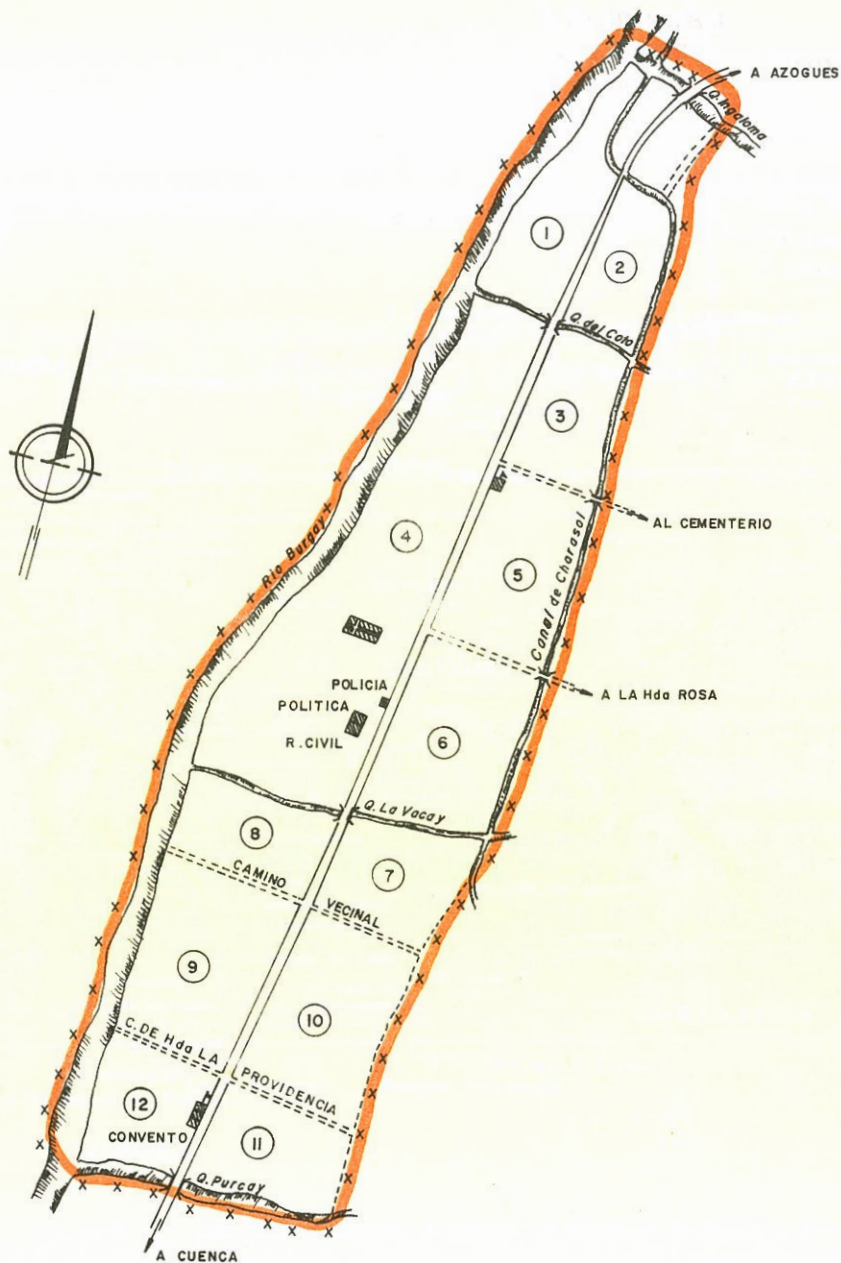 A AZOGUES
Q. Ingaloma
1
2
Q. del Coto
3
AL CEMENTERIO
Rio Burgay
4
5
Canal de Charasol
A LA Hda ROSA
POLICIA
POLITICA
R. CIVIL
6
Q. La Vacay
8
7
CAMINO VECINAL
9
10
C. DE Hda LA PROVIDENCIA
12
CONVENTO
11
Q. Purcay
A CUENCA